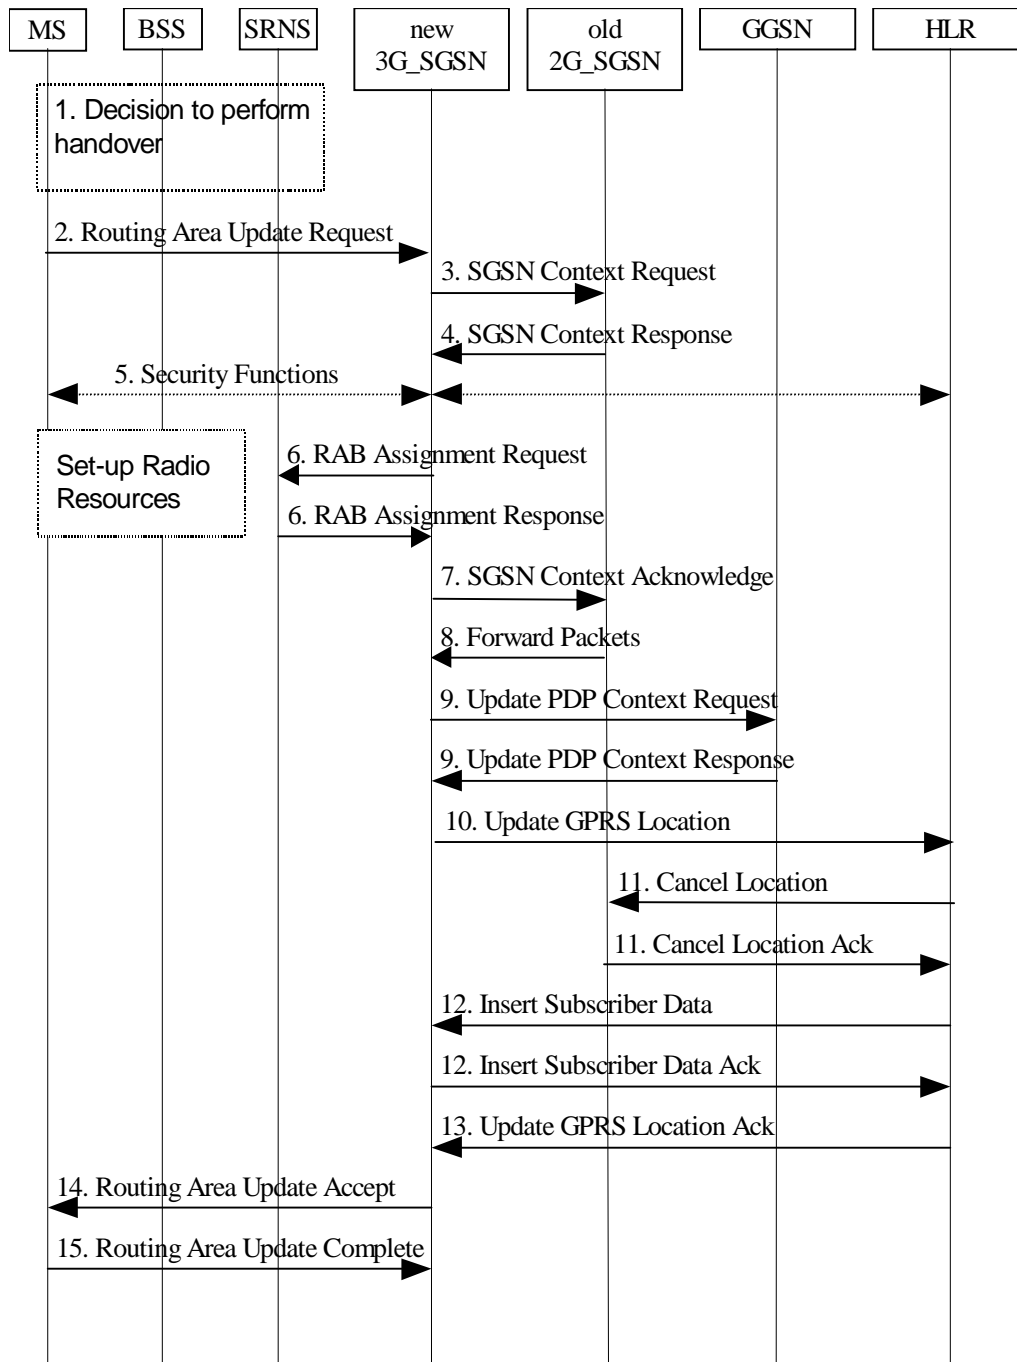 MS
BSS
SRNS
new
3G_SGSN
old
2G_SGSN
GGSN
HLR
1. Decision to perform
handover
2. Routing Area Update Request
3. SGSN Context Request
4. SGSN Context Response
5. Security Functions
Set-up Radio
Resources
6. RAB Assignment Request
6. RAB Assignment Response
7. SGSN Context Acknowledge
8. Forward Packets
9. Update PDP Context Request
9. Update PDP Context Response
10. Update GPRS Location
11. Cancel Location
11. Cancel Location Ack
12. Insert Subscriber Data
12. Insert Subscriber Data Ack
13. Update GPRS Location Ack
14. Routing Area Update Accept
15. Routing Area Update Complete